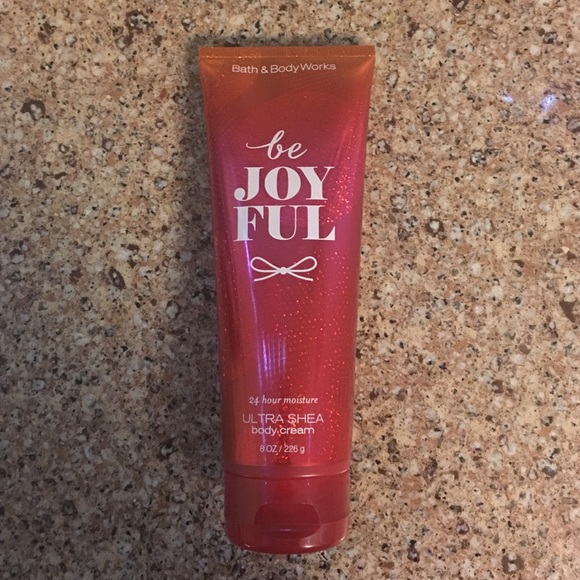 Bath & Body Works
be
JOY
FUL
24 hour moisture
ULTRA SHEA
body cream
8 OZ / 226 g